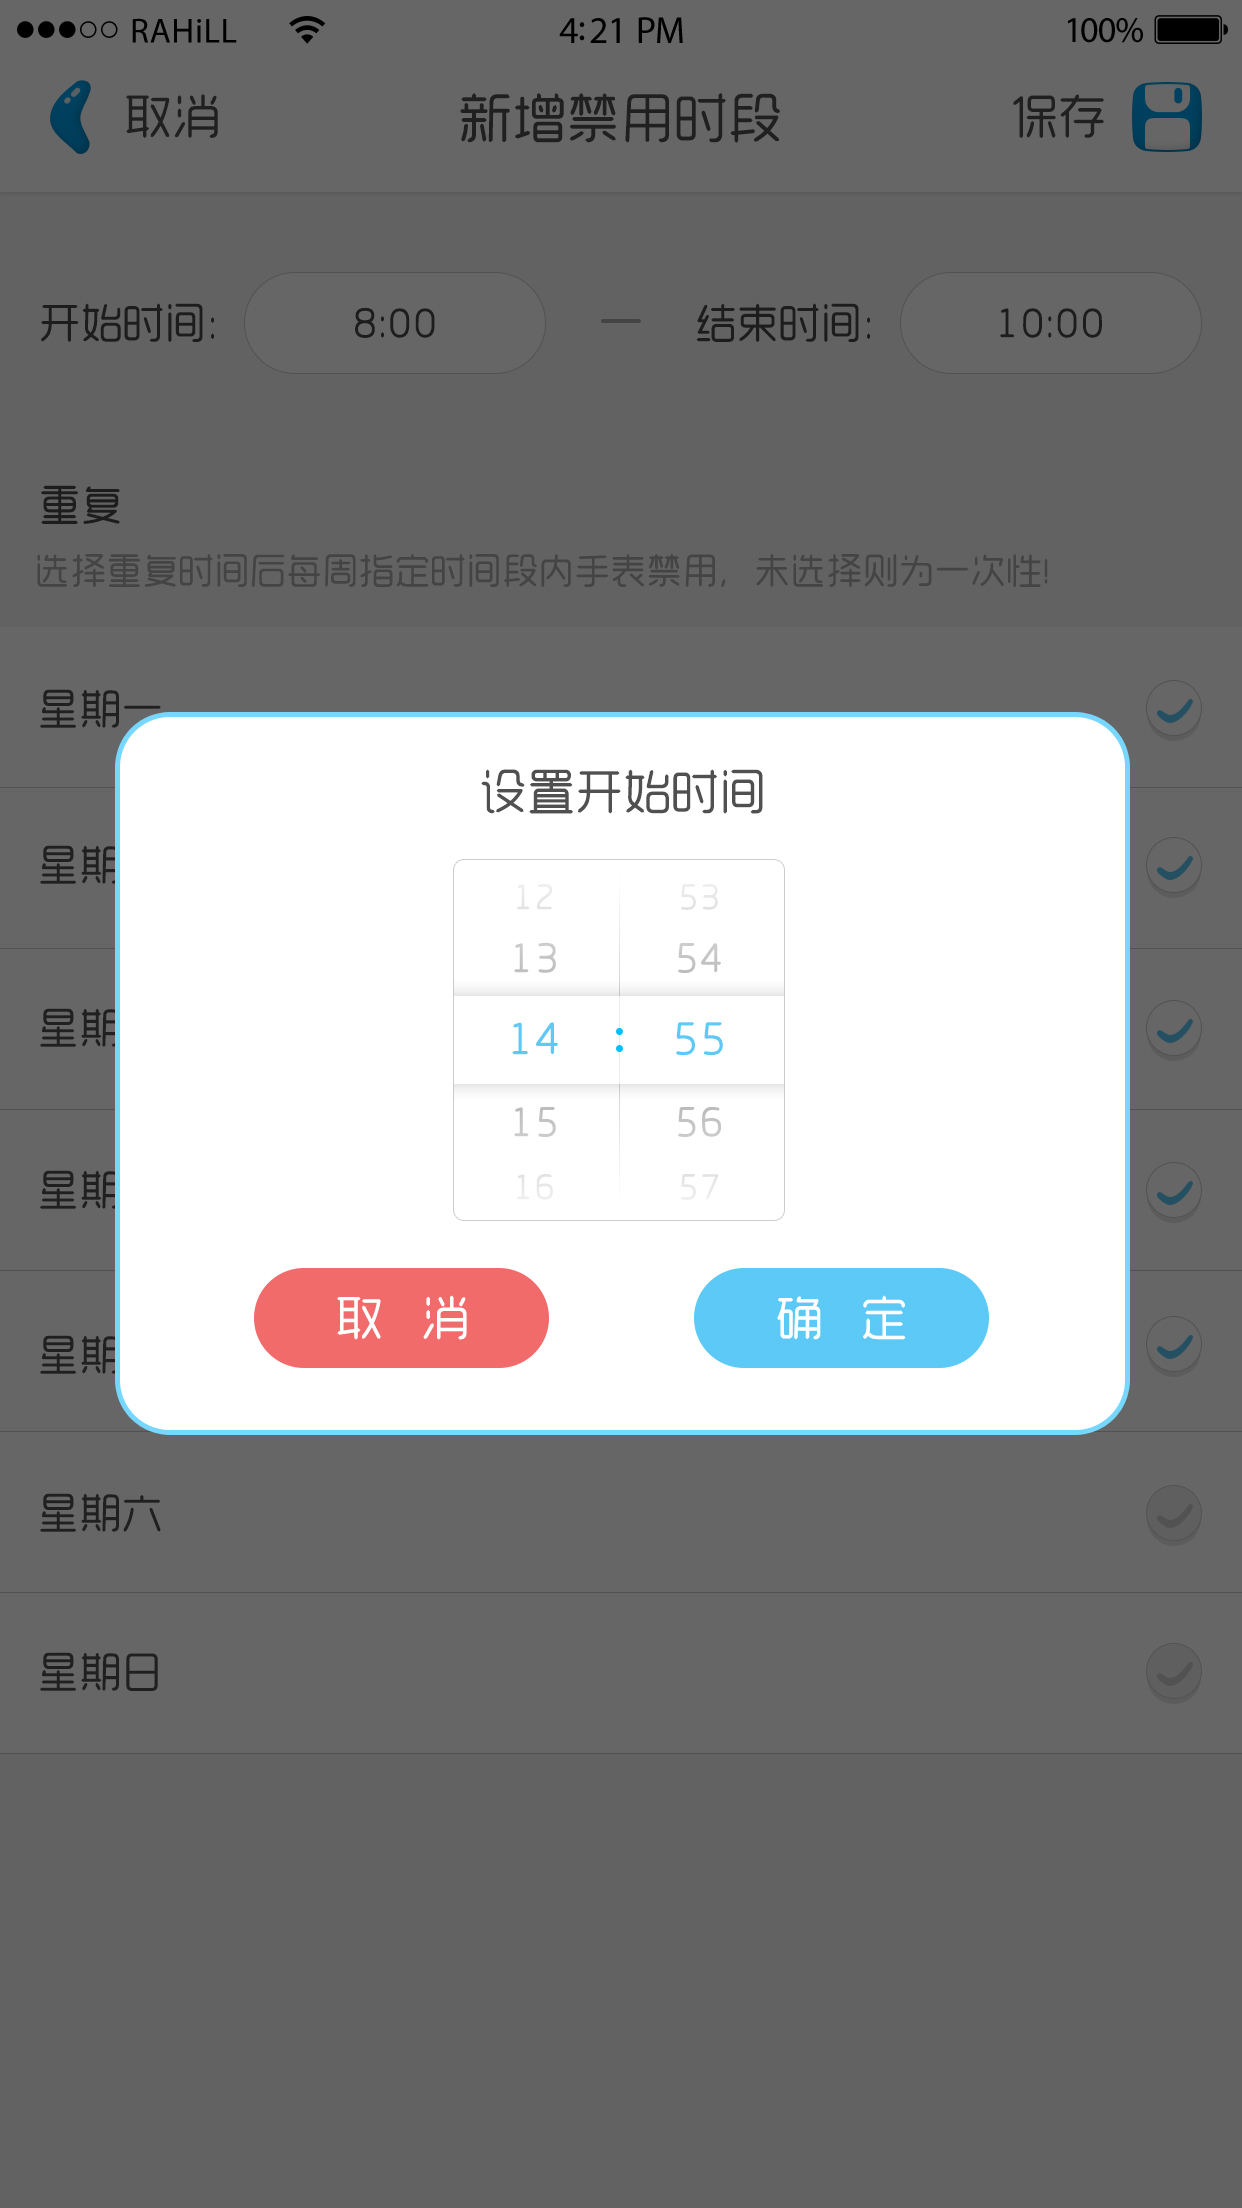 RAHiLL 4:21 PM 100%
取消 新增禁用时段 保存
开始时间: 8:00 — 结束时间: 10:00
重复
选择重复时间后每周指定时间段内手表禁用，未选择则为一次性!
星期一
设置开始时间
12 53
星期
13 54
14 : 55
星期
15 56
16 57
星期
取 消 确 定
星期
星期六
星期日